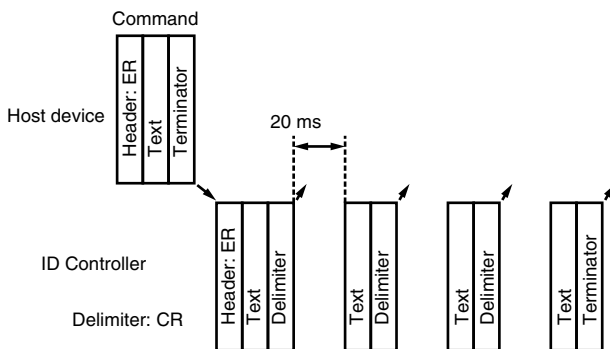 Command
Host device
Header: ER
Text
Terminator
20 ms
ID Controller
Header: ER
Text
Delimiter
Text
Delimiter
Text
Delimiter
Text
Terminator
Delimiter: CR